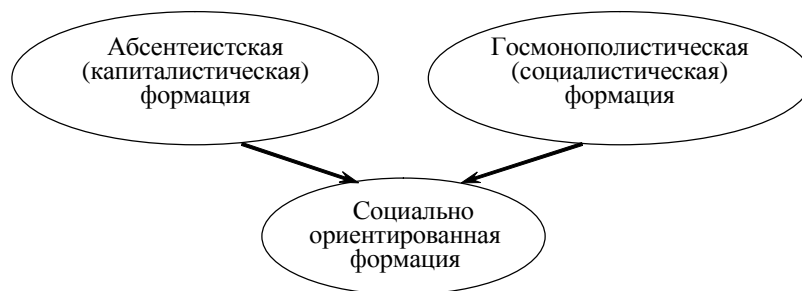 Абсентеистская
(капиталистическая)
формация
Госмонополистическая
(социалистическая)
формация
Социально
ориентированная
формация